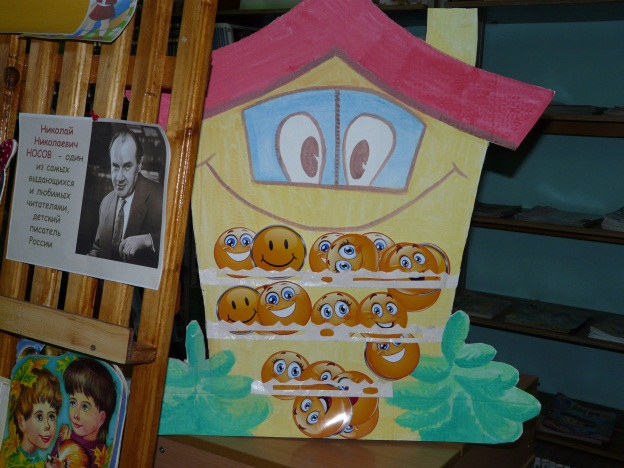 Николай
Николаевич
НОСОВ - один
из самых
выдающихся
и любимых
читателями,
детский
писатель
России